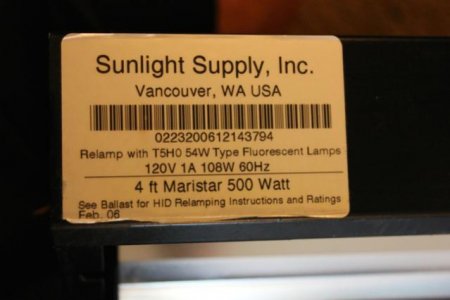 Sunlight Supply, Inc.
Vancouver, WA USA
0223200612143794
Relamp with T5H0 54W Type Fluorescent Lamps
120V 1A 108W 60Hz
4 ft Maristar 500 Watt
See Ballast for HID Relamping Instructions and Ratings
Feb. 06